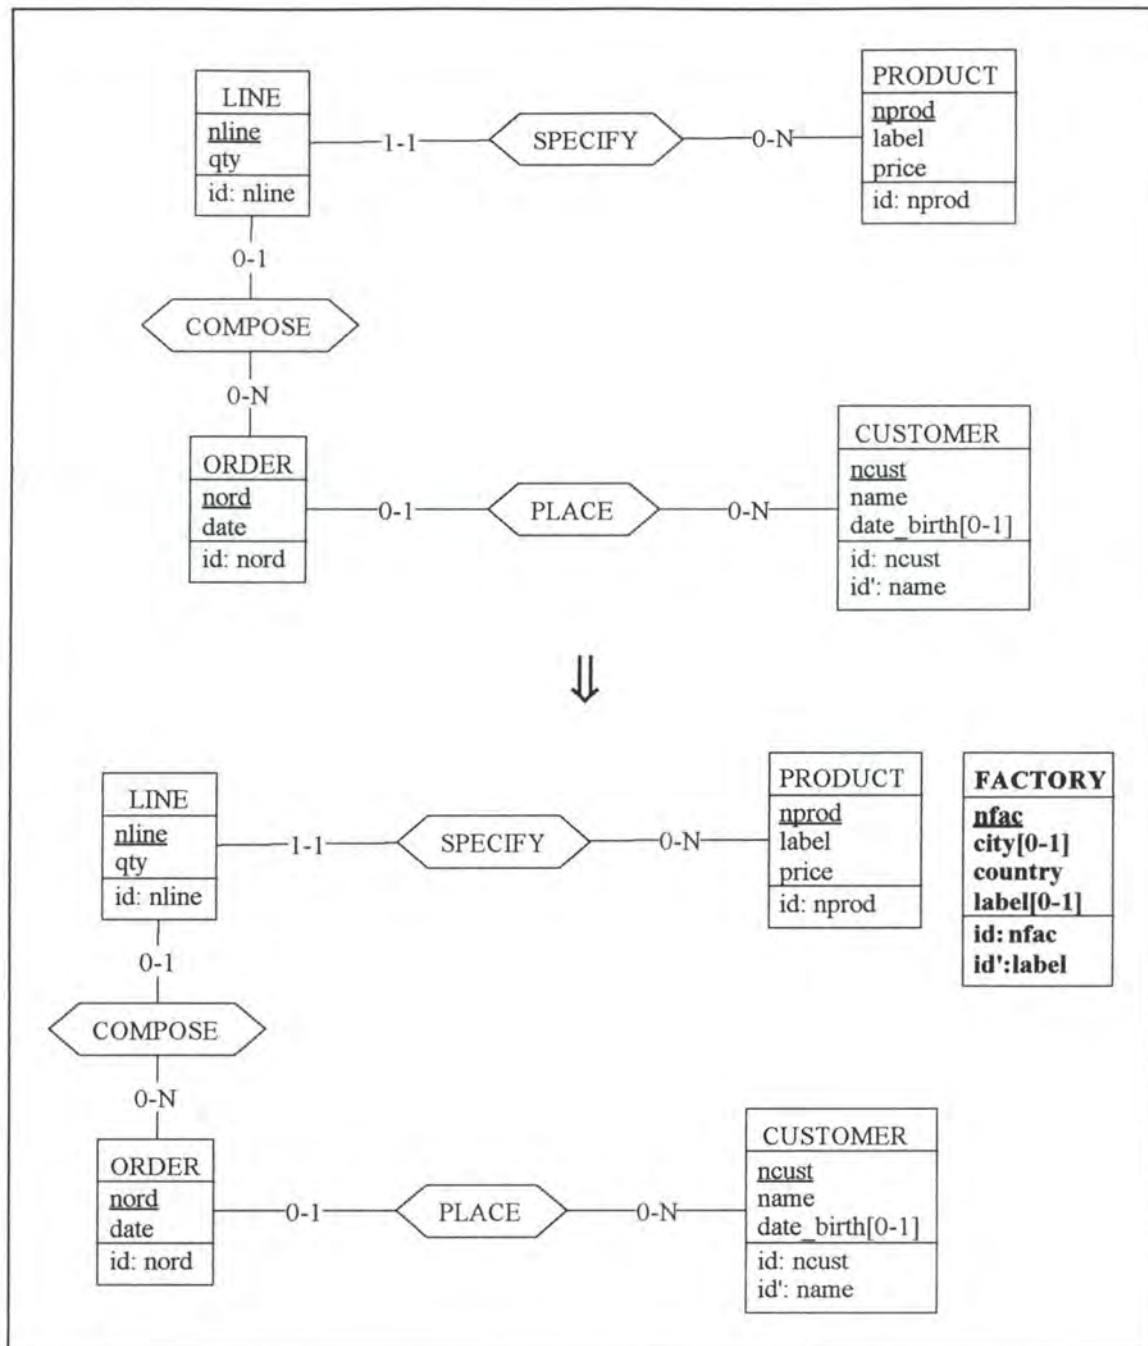 LINE
nline
qty
id: nline
1-1
SPECIFY
0-N
PRODUCT
nprod
label
price
id: nprod
0-1
COMPOSE
0-N
ORDER
nord
date
id: nord
0-1
PLACE
0-N
CUSTOMER
ncust
name
date_birth[0-1]
id: ncust
id': name
⇓
LINE
nline
qty
id: nline
1-1
SPECIFY
0-N
PRODUCT
nprod
label
price
id: nprod
FACTORY
nfac
city[0-1]
country
label[0-1]
id: nfac
id':label
0-1
COMPOSE
0-N
ORDER
nord
date
id: nord
0-1
PLACE
0-N
CUSTOMER
ncust
name
date_birth[0-1]
id: ncust
id': name